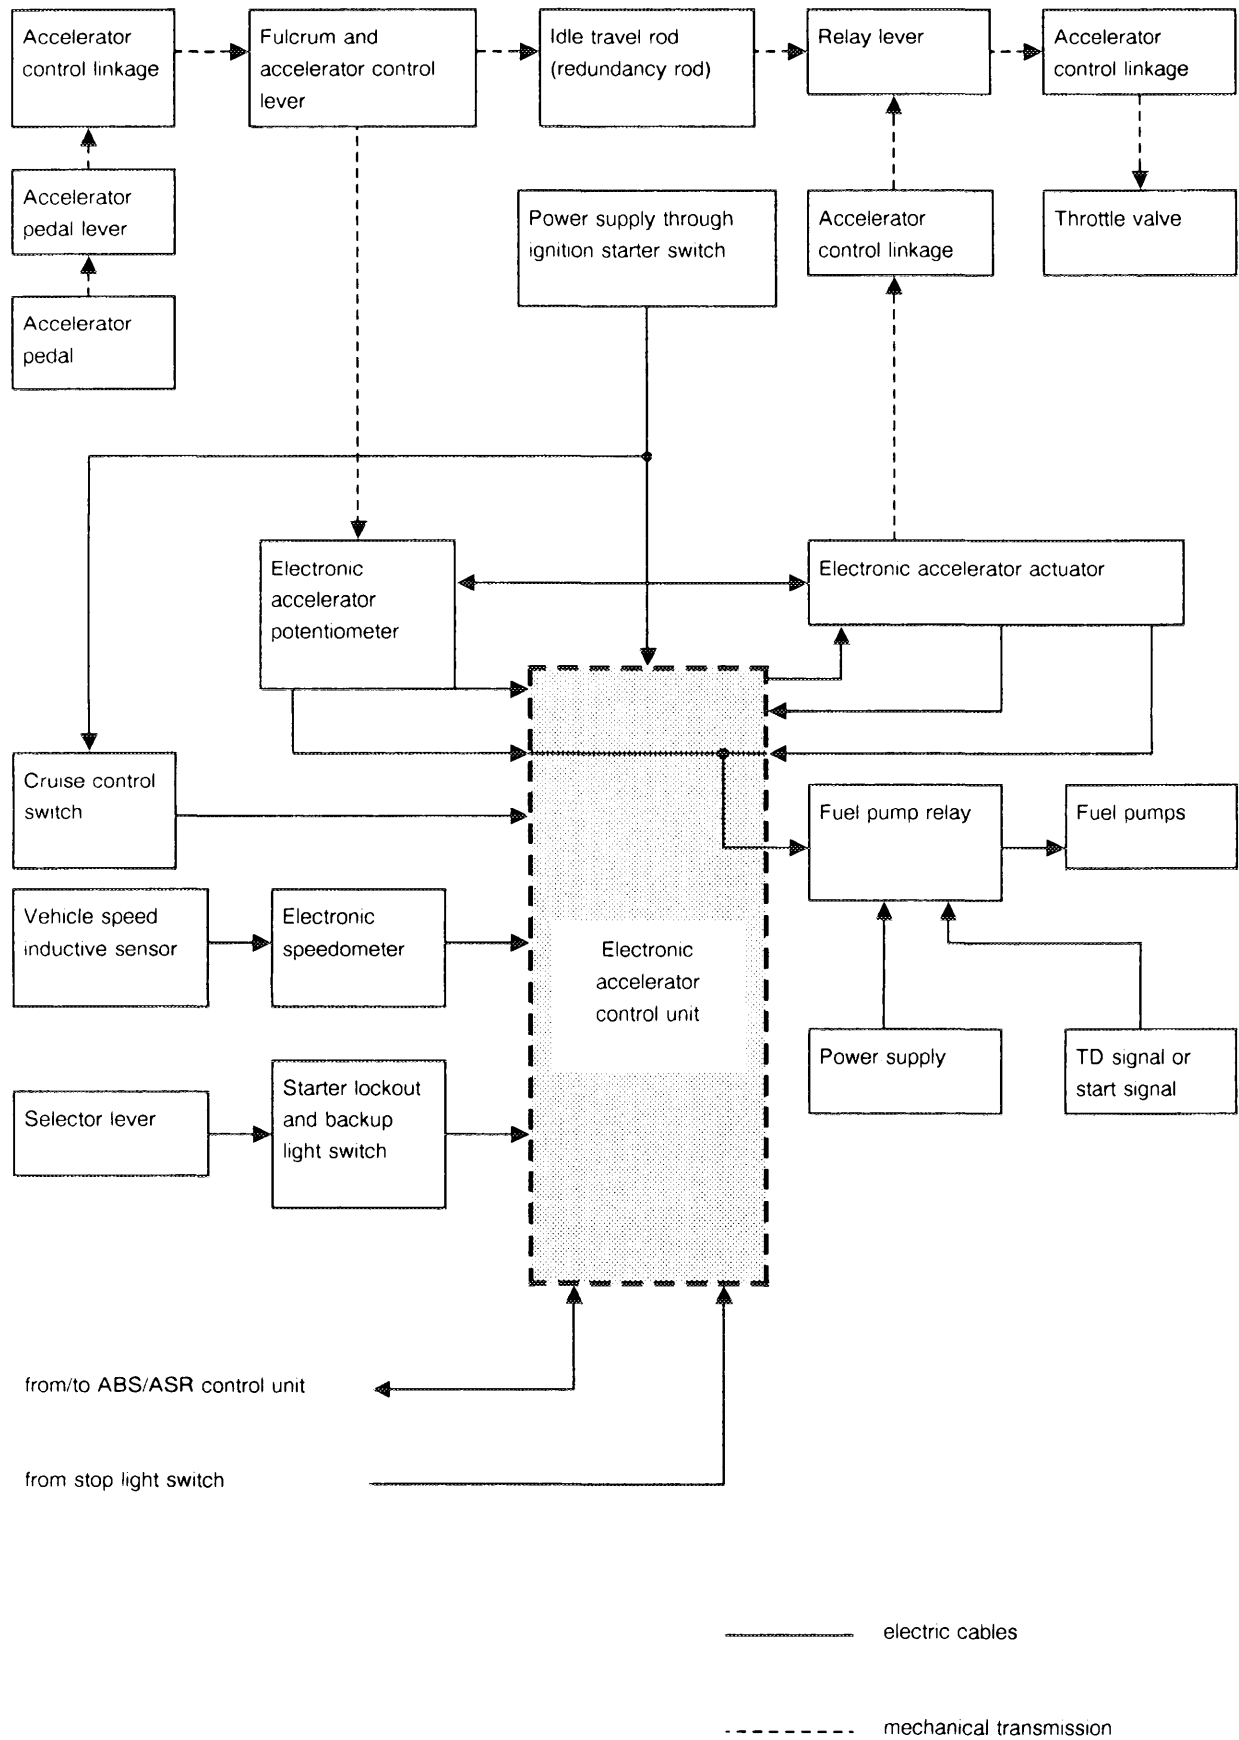 Accelerator
control linkage
Fulcrum and
accelerator control
lever
Idle travel rod
(redundancy rod)
Relay lever
Accelerator
control linkage
Accelerator
pedal lever
Power supply through
ignition starter switch
Accelerator
control linkage
Throttle valve
Accelerator
pedal
Electronic
accelerator
potentiometer
Electronic accelerator actuator
Cruise control
switch
Fuel pump relay
Fuel pumps
Vehicle speed
inductive sensor
Electronic
speedometer
Electronic
accelerator
control unit
Power supply
TD signal or
start signal
Selector lever
Starter lockout
and backup
light switch
from/to ABS/ASR control unit
from stop light switch
electric cables
mechanical transmission